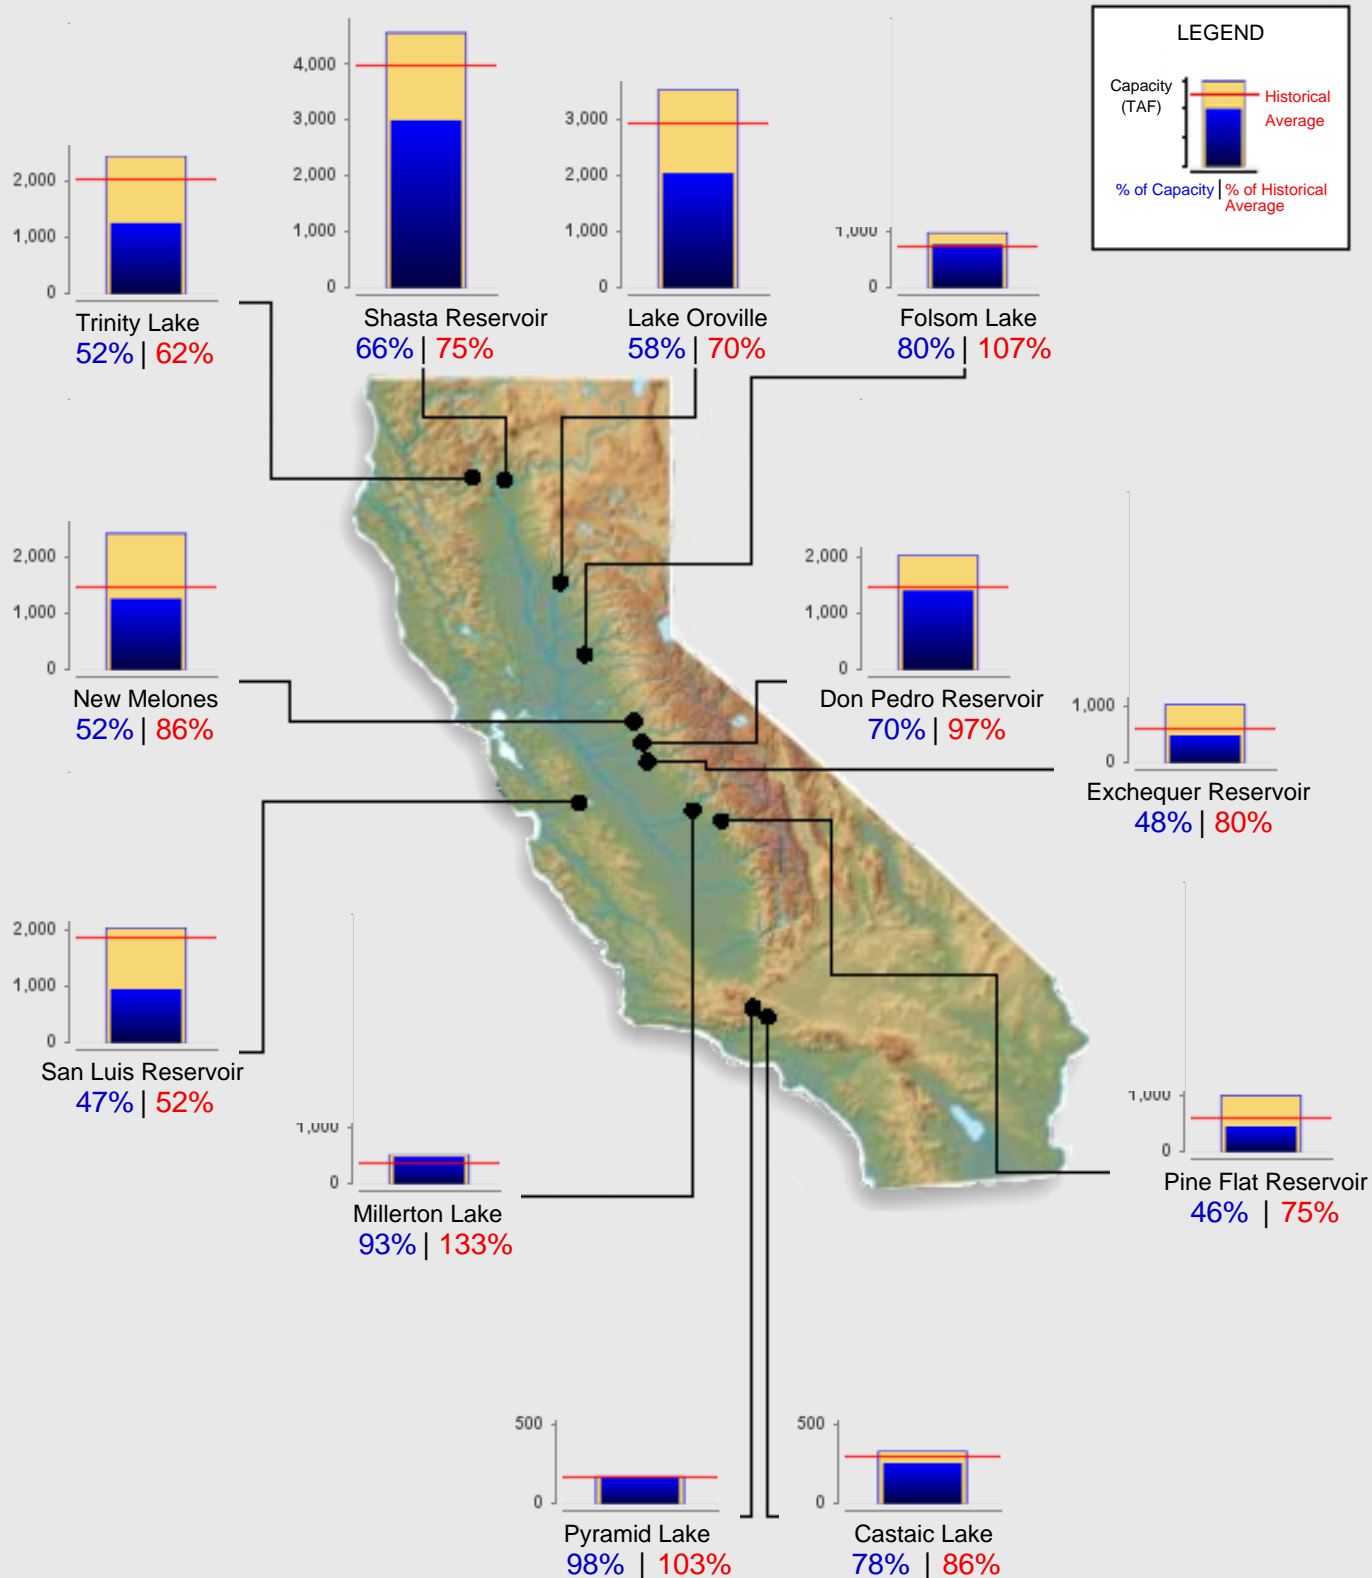 LEGEND
Capacity
(TAF)
Historical
Average
% of Capacity | % of Historical
Average
2,000
1,000
0
Trinity Lake
52% | 62%
4,000
3,000
2,000
1,000
0
Shasta Reservoir
66% | 75%
3,000
2,000
1,000
0
Lake Oroville
58% | 70%
1,000
0
Folsom Lake
80% | 107%
2,000
1,000
0
New Melones
52% | 86%
2,000
1,000
0
Don Pedro Reservoir
70% | 97%
1,000
0
Exchequer Reservoir
48% | 80%
2,000
1,000
0
San Luis Reservoir
47% | 52%
1,000
0
Millerton Lake
93% | 133%
1,000
0
Pine Flat Reservoir
46% | 75%
500
0
Pyramid Lake
98% | 103%
500
0
Castaic Lake
78% | 86%